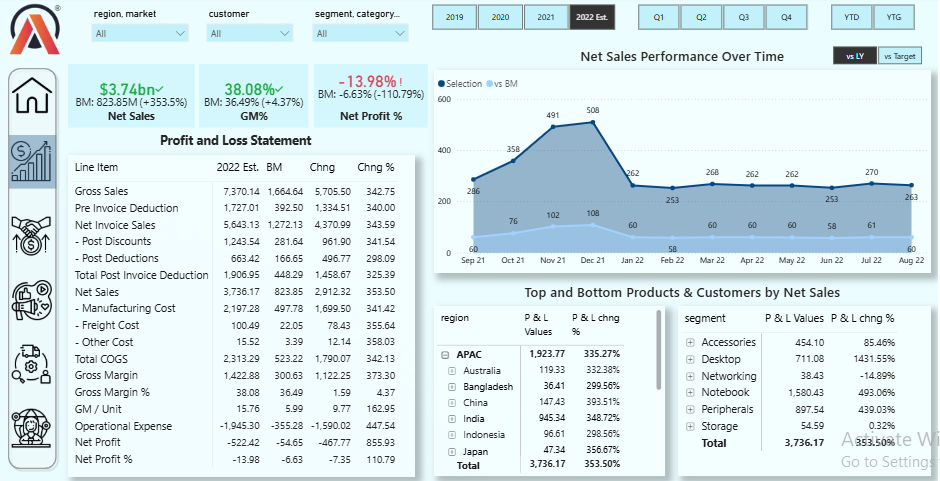 region, market customer segment, category...
All All All
2019 2020 2021 2022 Est. Q1 Q2 Q3 Q4 YTD YTG
Net Sales Performance Over Time vs LY vs Target
$3.74bn
BM: 823.85M (+353.5%)
Net Sales
38.08%
BM: 36.49% (+4.37%)
GM%
-13.98% !
BM: -6.63% (-110.79%)
Net Profit %
Selection vs BM
600
400
200
0
286 358 491 508 262 253 268 262 262 253 270 263
60 76 102 108 60 58 60 60 60 58 61 60
Sep 21 Oct 21 Nov 21 Dec 21 Jan 22 Feb 22 Mar 22 Apr 22 May 22 Jun 22 Jul 22 Aug 22
Profit and Loss Statement
Line Item 2022 Est. BM Chng Chng %
Gross Sales 7,370.14 1,664.64 5,705.50 342.75
Pre Invoice Deduction 1,727.01 392.50 1,334.51 340.00
Net Invoice Sales 5,643.13 1,272.13 4,370.99 343.59
- Post Discounts 1,243.54 281.64 961.90 341.54
- Post Deductions 663.42 166.65 496.77 298.09
Total Post Invoice Deduction 1,906.95 448.29 1,458.67 325.39
Net Sales 3,736.17 823.85 2,912.32 353.50
- Manufacturing Cost 2,197.28 497.78 1,699.50 341.42
- Freight Cost 100.49 22.05 78.43 355.64
- Other Cost 15.52 3.39 12.14 358.03
Total COGS 2,313.29 523.22 1,790.07 342.13
Gross Margin 1,422.88 300.63 1,122.25 373.30
Gross Margin % 38.08 36.49 1.59 4.37
GM / Unit 15.76 5.99 9.77 162.95
Operational Expense -1,945.30 -355.28 -1,590.02 447.54
Net Profit -522.42 -54.65 -467.77 855.93
Net Profit % -13.98 -6.63 -7.35 110.79
Top and Bottom Products & Customers by Net Sales
region P & L Values P & L chng %
APAC 1,923.77 335.27%
Australia 119.33 332.38%
Bangladesh 36.41 299.56%
China 147.43 393.51%
India 945.34 348.72%
Indonesia 96.61 298.56%
Japan 47.34 356.67%
Total 3,736.17 353.50%
segment P & L Values P & L chng %
Accessories 454.10 85.46%
Desktop 711.08 1431.55%
Networking 38.43 -14.89%
Notebook 1,580.43 493.06%
Peripherals 897.54 439.03%
Storage 54.59 0.32%
Total 3,736.17 353.50%
Activate Wi
Go to Settings